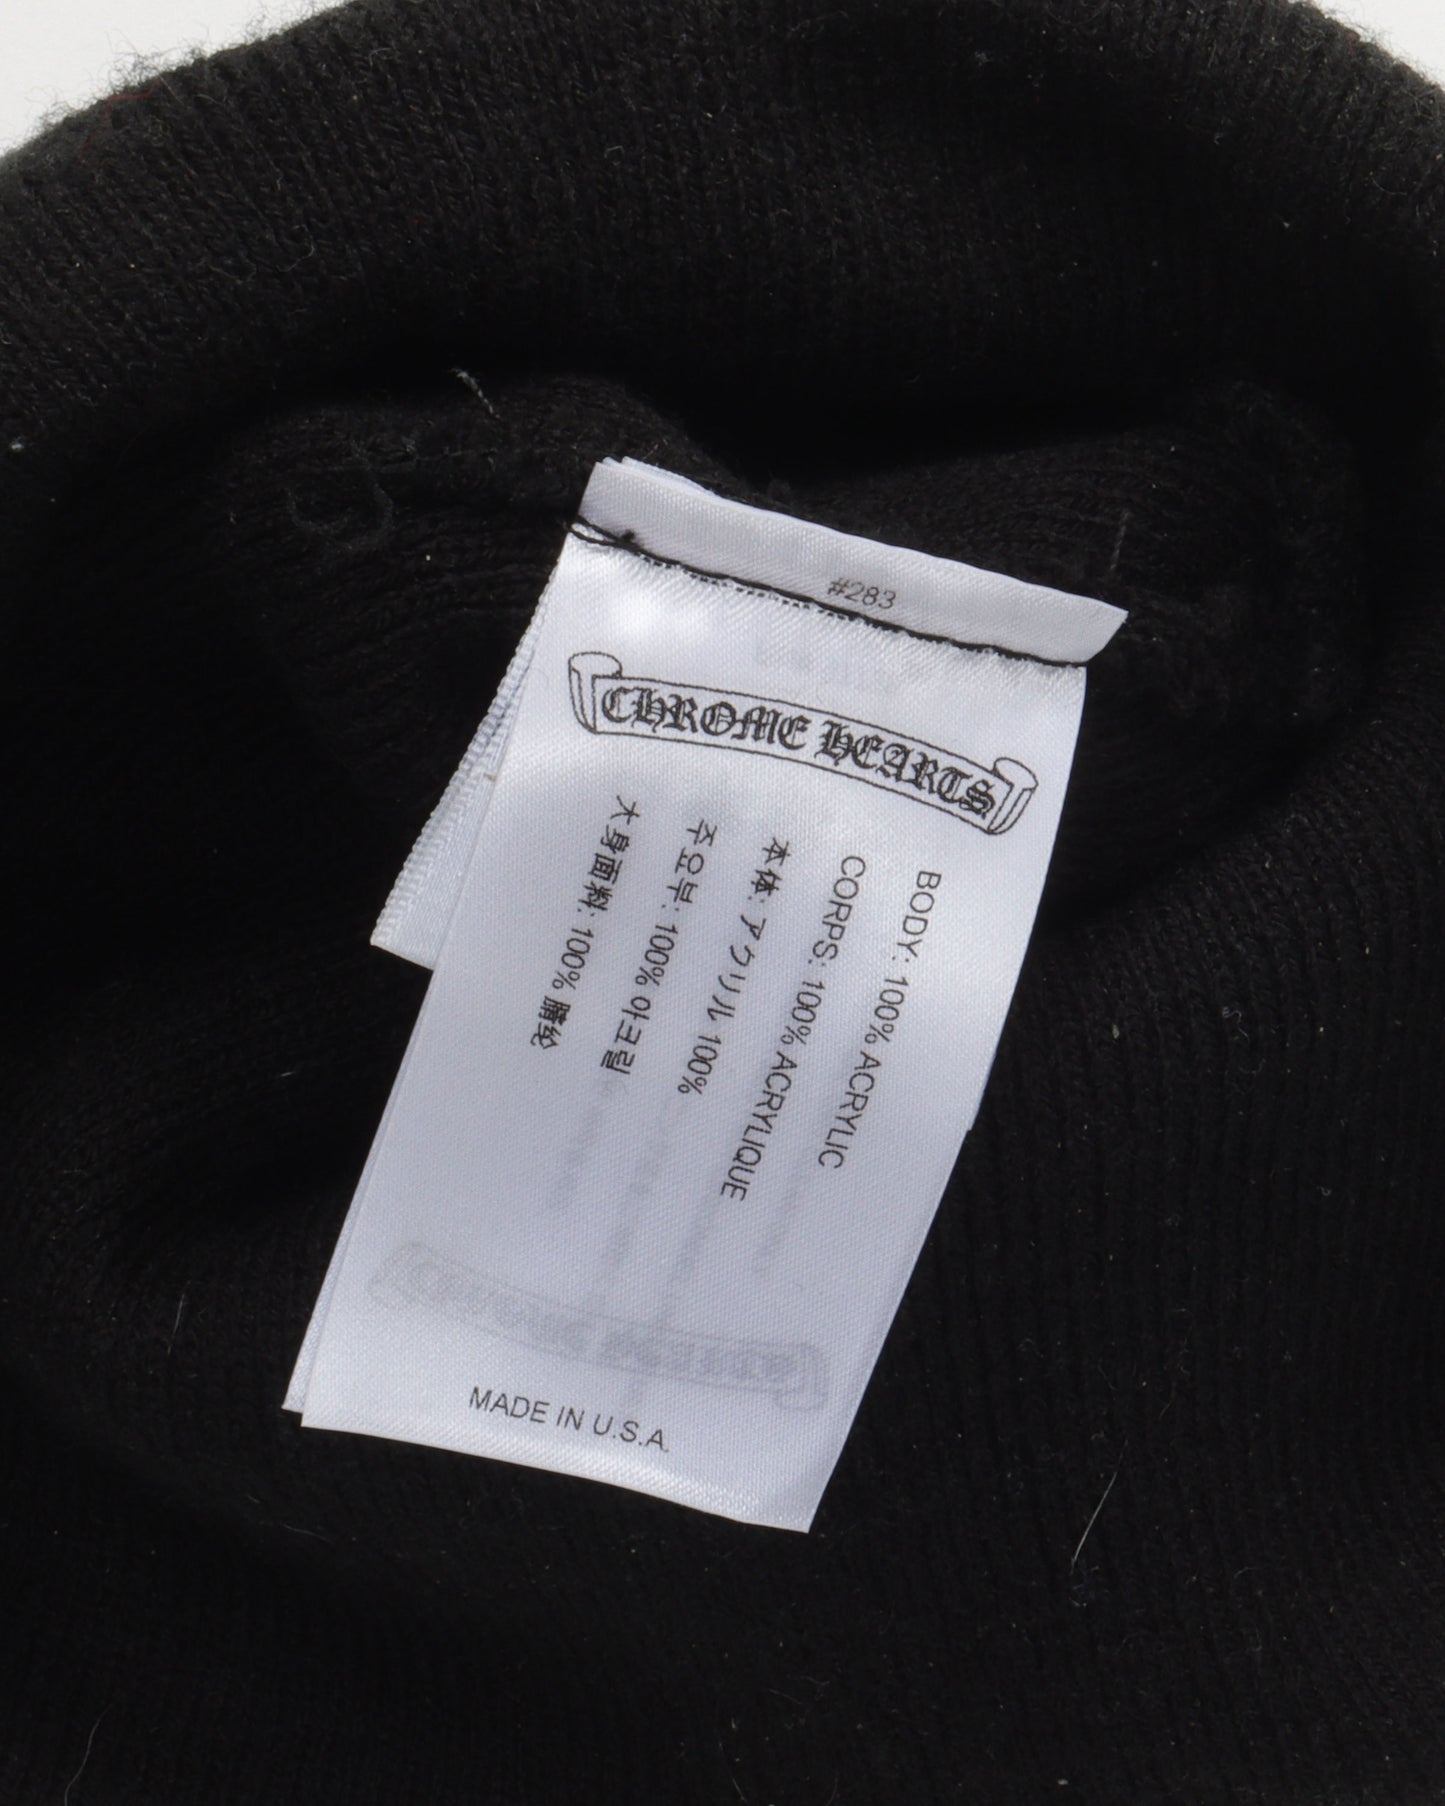 #283
CHROME HEARTS
BODY: 100% ACRYLIC
CORPS: 100% ACRYLIQUE
本体: アウリル 100%
주요부: 100% 아크릴
大身面料: 100% 腈纶
MADE IN U.S.A.